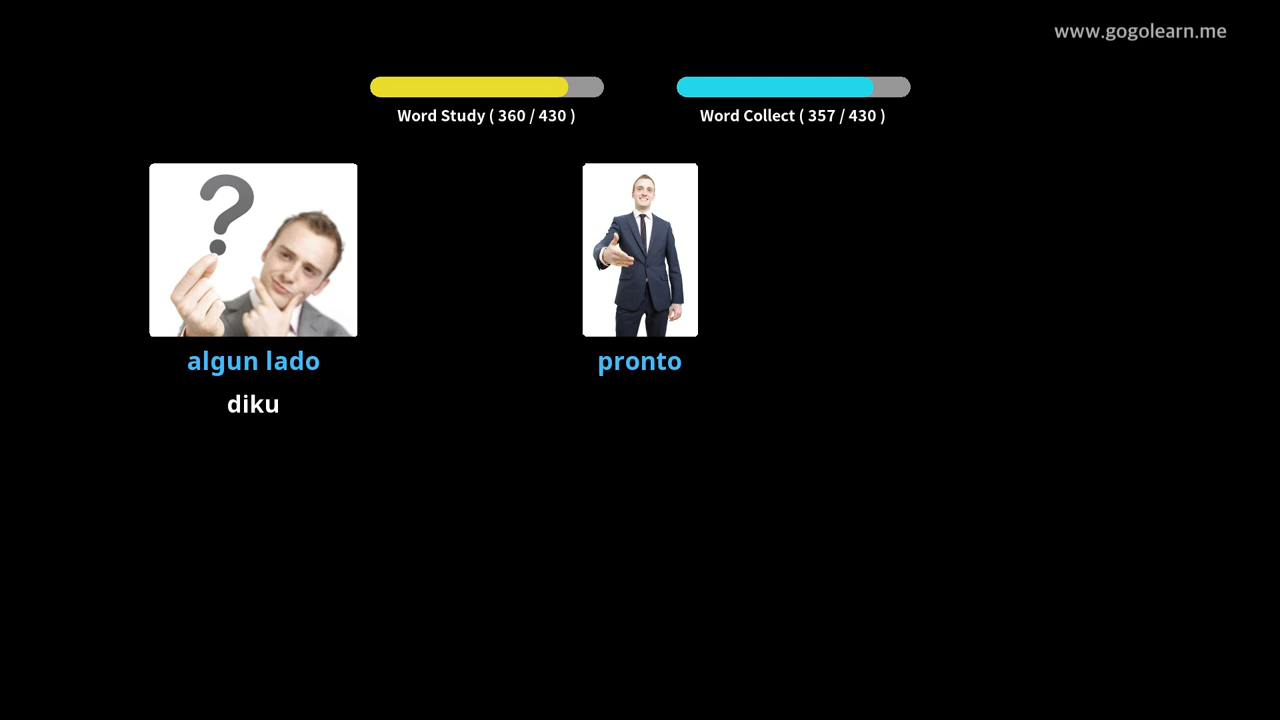 www.gogolearn.me
Word Study ( 360 / 430 )
Word Collect ( 357 / 430 )
?
algun lado
diku
pronto